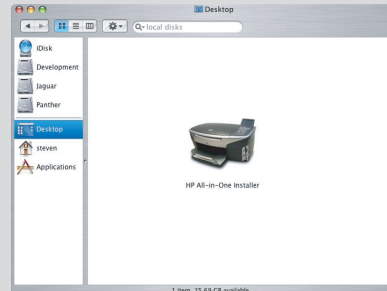 Desktop
local disks
iDisk
Development
Jaguar
Panther
Desktop
steven
Applications
HP All-in-One Installer
1 item, 25.69 GB available